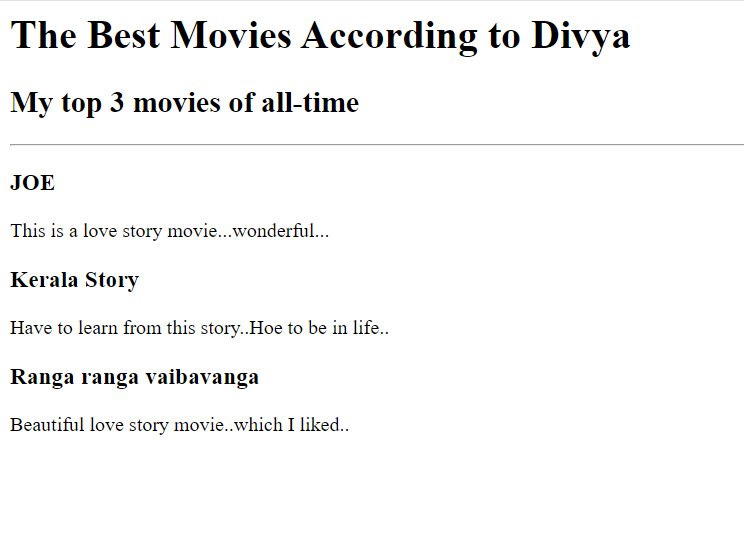 The Best Movies According to Divya
My top 3 movies of all-time
JOE
This is a love story movie...wonderful...
Kerala Story
Have to learn from this story..Hoe to be in life..
Ranga ranga vaibavanga
Beautiful love story movie..which I liked..